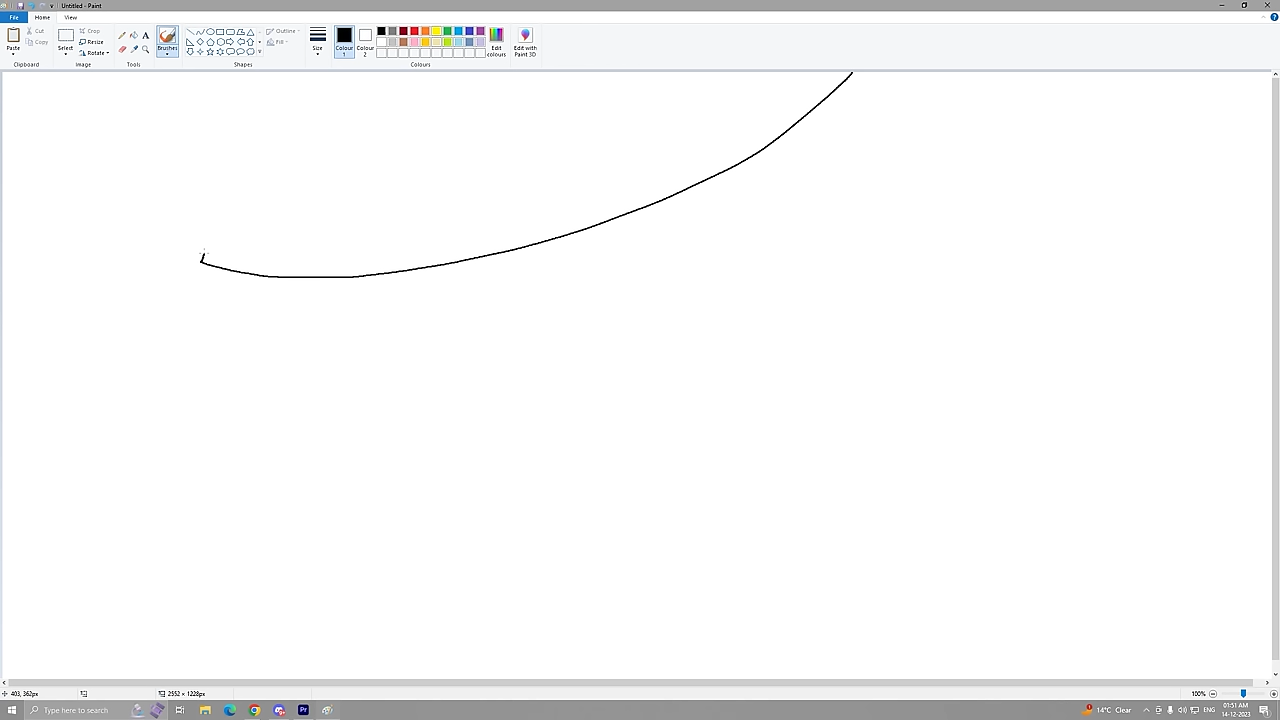 Untitled - Paint
File Home View
Paste
Cut
Copy
Clipboard
Select
Crop
Resize
Rotate
Image
Tools
Brushes
Outline
Fill
Shapes
Size
Colour 1
Colour 2
Edit colours
Colours
Edit with Paint 3D
403, 362px
2552 × 1228px
100%
Type here to search
Pr
14°C Clear
ENG
01:51 AM
14-12-2023